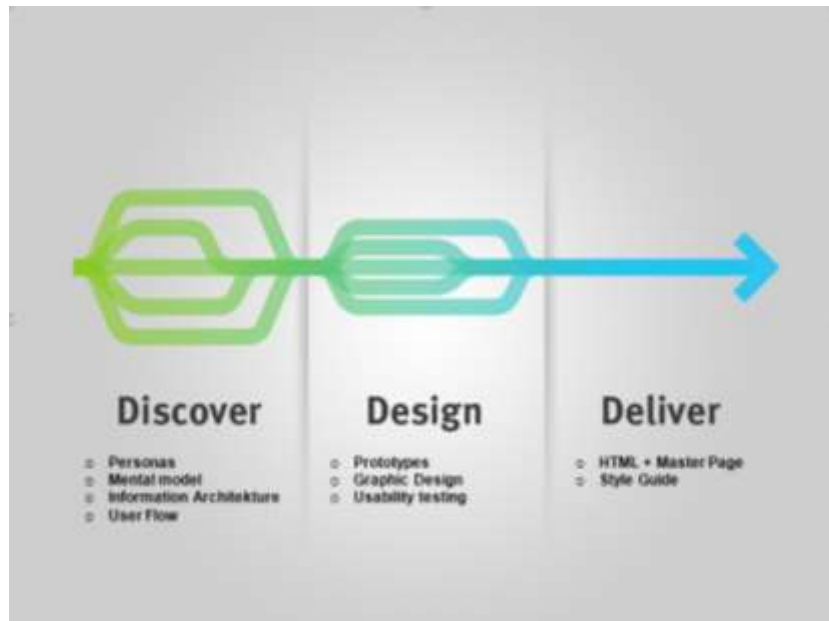 Discover
Personas
Mental model
Information Architekture
User Flow
Design
Prototypes
Graphic Design
Usability testing
Deliver
HTML + Master Page
Style Guide